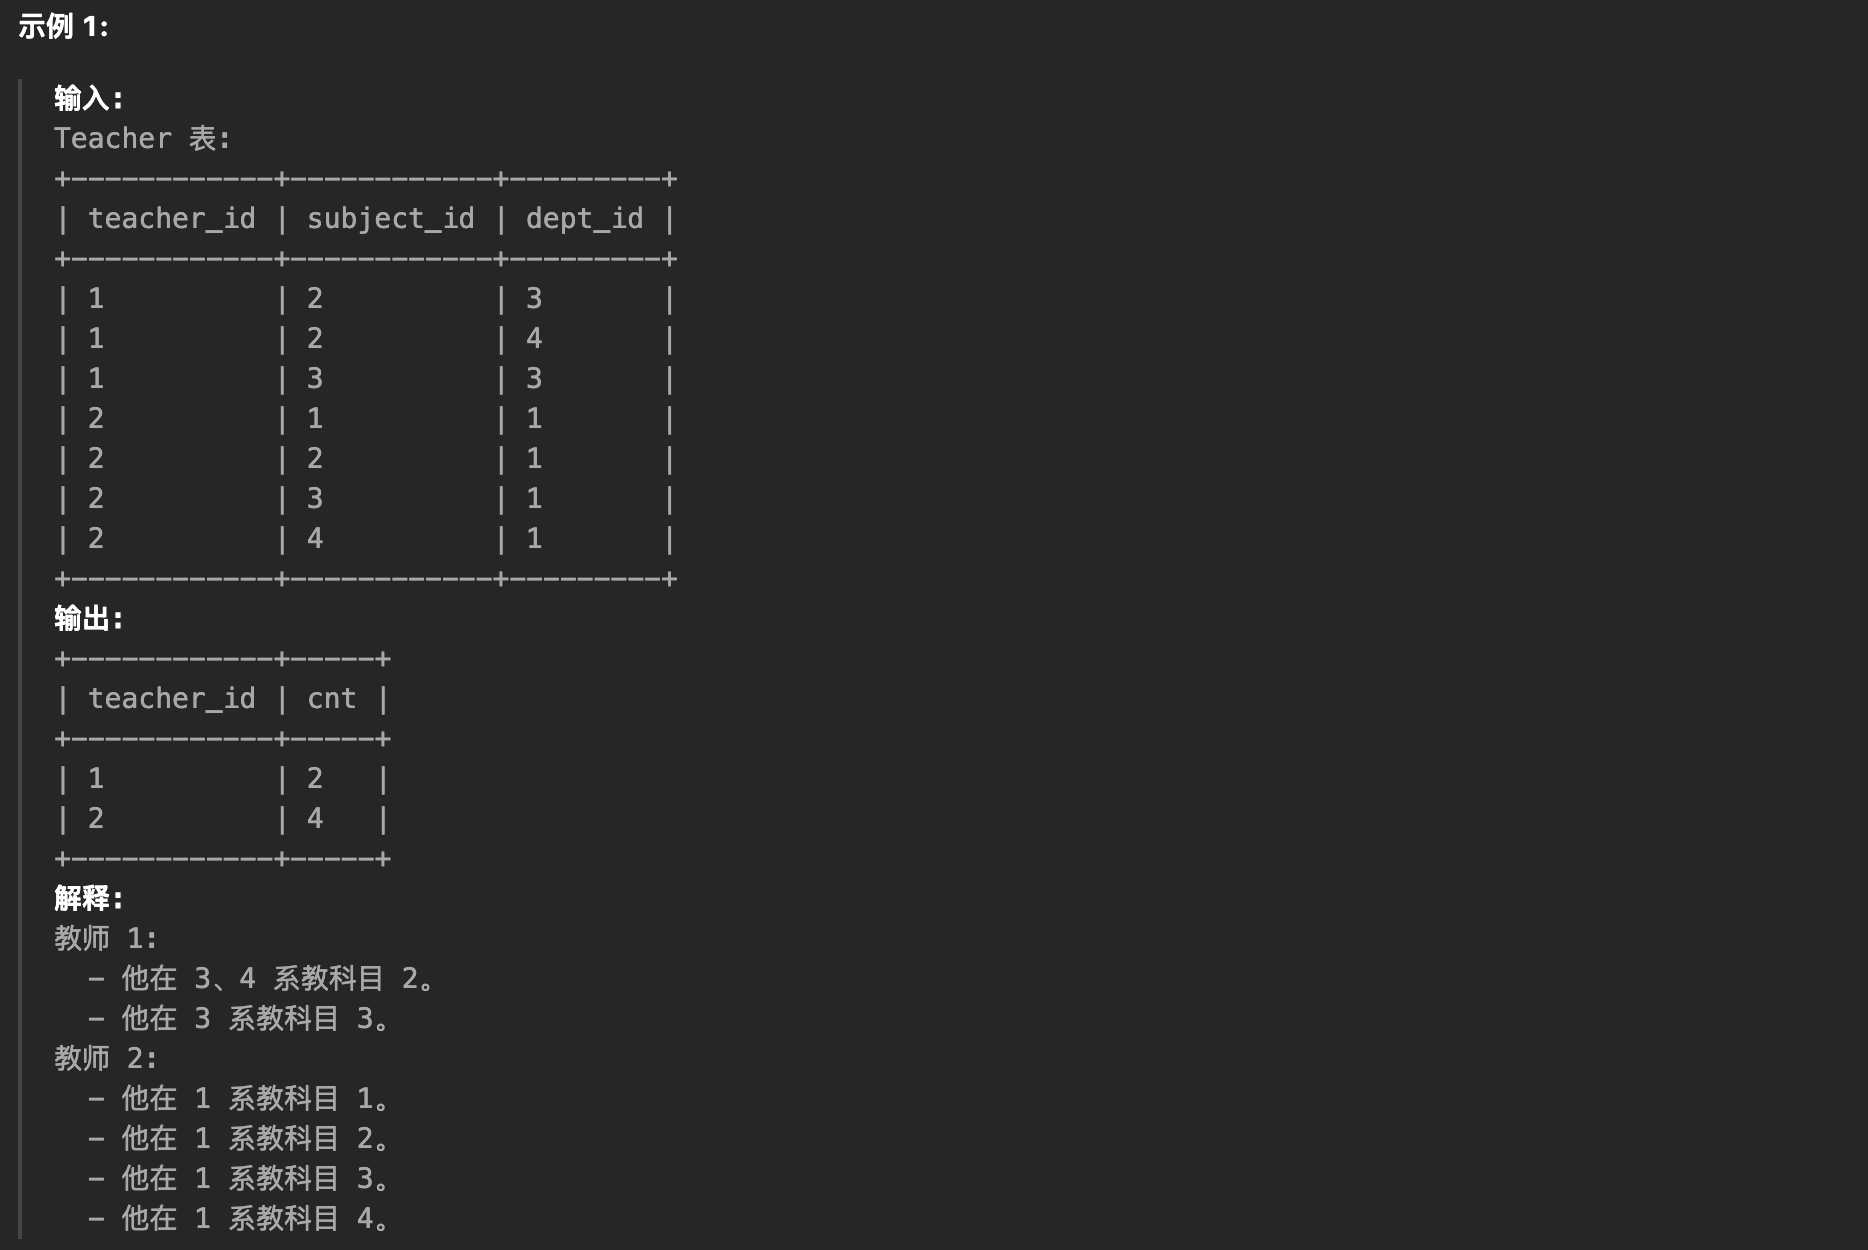 示例 1:
输入:
Teacher 表:
+------------+------------+---------+
| teacher_id | subject_id | dept_id |
+------------+------------+---------+
| 1          | 2          | 3       |
| 1          | 2          | 4       |
| 1          | 3          | 3       |
| 2          | 1          | 1       |
| 2          | 2          | 1       |
| 2          | 3          | 1       |
| 2          | 4          | 1       |
+------------+------------+---------+
输出:
+------------+-----+
| teacher_id | cnt |
+------------+-----+
| 1          | 2   |
| 2          | 4   |
+------------+-----+
解释:
教师 1:
  - 他在 3、4 系教科目 2。
  - 他在 3 系教科目 3。
教师 2:
  - 他在 1 系教科目 1。
  - 他在 1 系教科目 2。
  - 他在 1 系教科目 3。
  - 他在 1 系教科目 4。